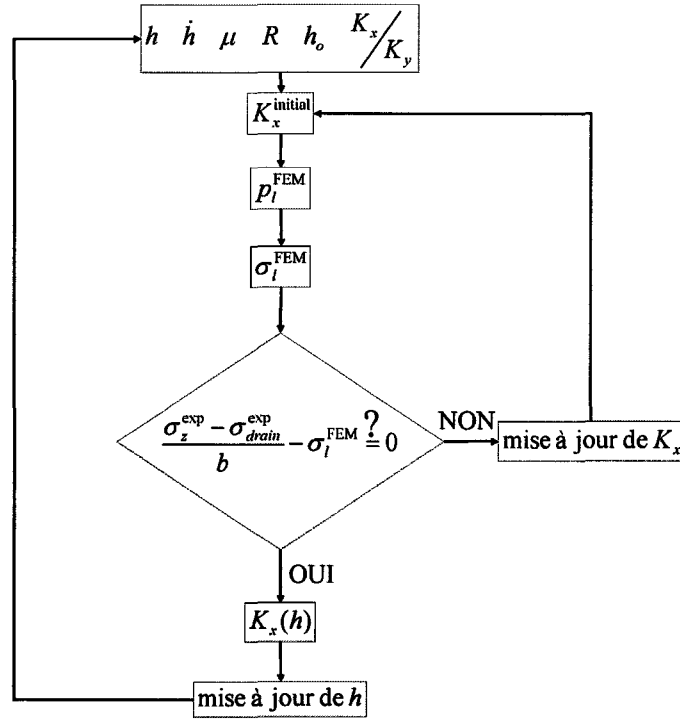 h ḣ μ R h_o K_x/K_y
K_x^initial
p_l^FEM
σ_l^FEM
(σ_z^exp − σ_drain^exp)/b − σ_l^FEM ≟ 0
NON
mise à jour de K_x
OUI
K_x(h)
mise à jour de h